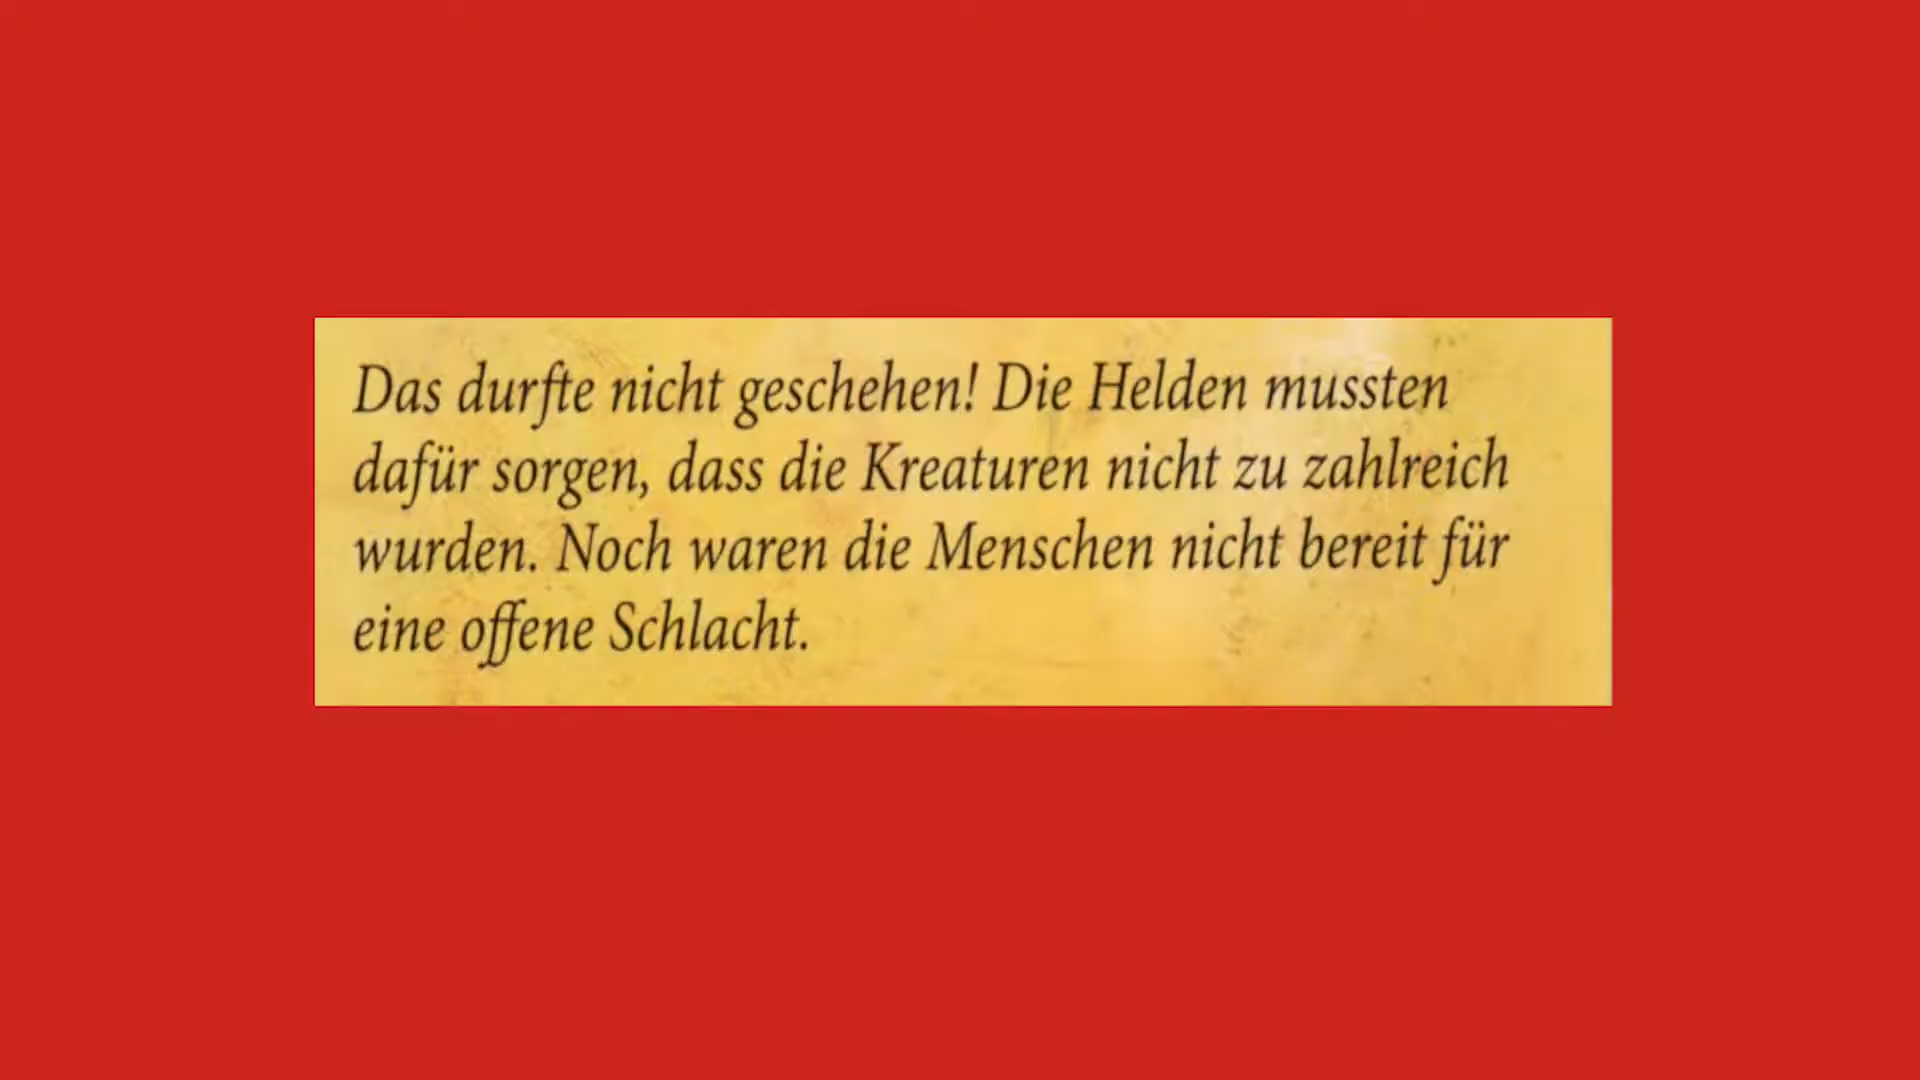 Das durfte nicht geschehen! Die Helden mussten
dafür sorgen, dass die Kreaturen nicht zu zahlreich
wurden. Noch waren die Menschen nicht bereit für
eine offene Schlacht.